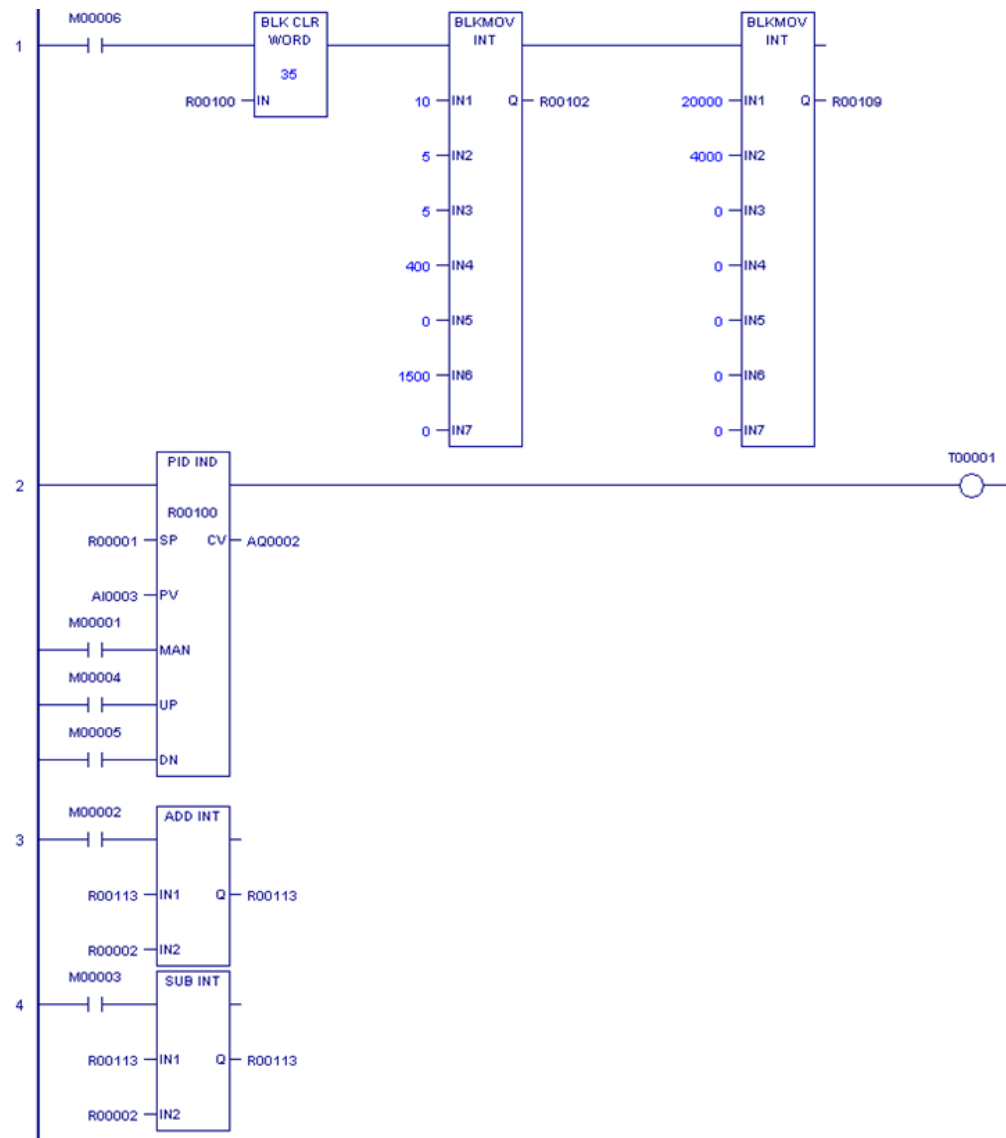 M00006
BLK CLR
WORD
35
R00100 IN
BLKMOV
INT
10 IN1 Q R00102
5 IN2
5 IN3
400 IN4
0 IN5
1500 IN6
0 IN7
BLKMOV
INT
20000 IN1 Q R00109
4000 IN2
0 IN3
0 IN4
0 IN5
0 IN6
0 IN7
1
2
PID IND
R00100
R00001 SP CV AQ0002
AI0003 PV
M00001
MAN
M00004
UP
M00005
DN
T00001
3
M00002
ADD INT
R00113 IN1 Q R00113
R00002 IN2
4
M00003
SUB INT
R00113 IN1 Q R00113
R00002 IN2